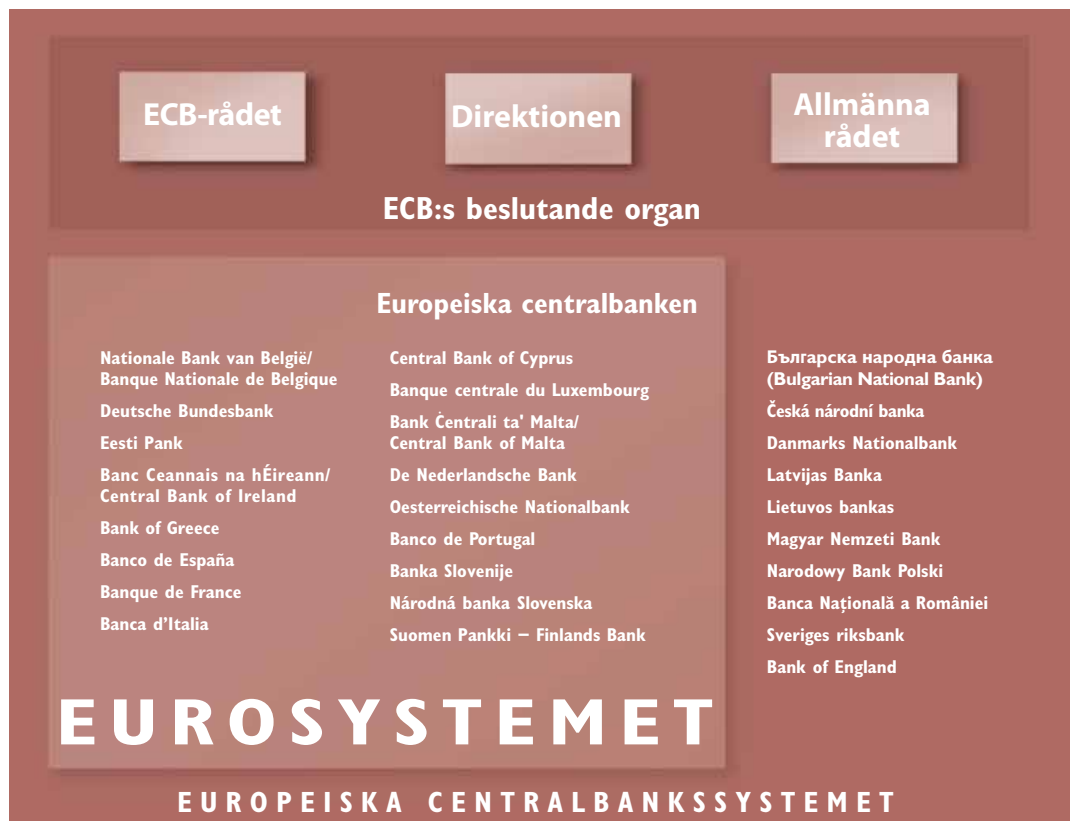 ECB-rådet
Direktionen
Allmänna
rådet
ECB:s beslutande organ
Europeiska centralbanken
Nationale Bank van België/
Banque Nationale de Belgique
Deutsche Bundesbank
Eesti Pank
Banc Ceannais na hÉireann/
Central Bank of Ireland
Bank of Greece
Banco de España
Banque de France
Banca d’Italia
Central Bank of Cyprus
Banque centrale du Luxembourg
Bank Ċentrali ta' Malta/
Central Bank of Malta
De Nederlandsche Bank
Oesterreichische Nationalbank
Banco de Portugal
Banka Slovenije
Národná banka Slovenska
Suomen Pankki – Finlands Bank
Българска народна банка
(Bulgarian National Bank)
Česká národní banka
Danmarks Nationalbank
Latvijas Banka
Lietuvos bankas
Magyar Nemzeti Bank
Narodowy Bank Polski
Banca Națională a României
Sveriges riksbank
Bank of England
EUROSYSTEMET
EUROPEISKA CENTRALBANKSSYSTEMET